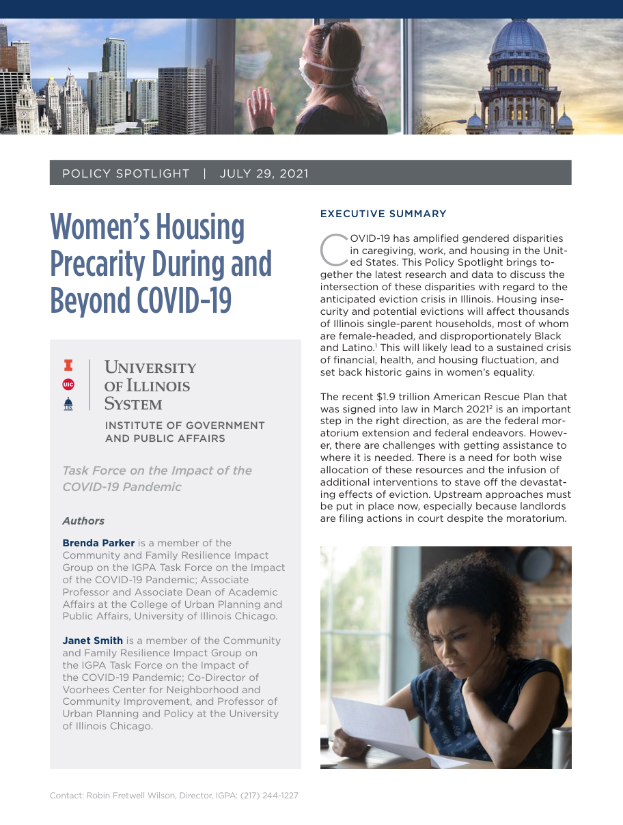 POLICY SPOTLIGHT | JULY 29, 2021
Women's Housing
Precarity During and
Beyond COVID-19
I
UIC
UIS
UNIVERSITY
OF ILLINOIS
SYSTEM
INSTITUTE OF GOVERNMENT
AND PUBLIC AFFAIRS
Task Force on the Impact of the
COVID-19 Pandemic
Authors
Brenda Parker is a member of the
Community and Family Resilience Impact
Group on the IGPA Task Force on the Impact
of the COVID-19 Pandemic; Associate
Professor and Associate Dean of Academic
Affairs at the College of Urban Planning and
Public Affairs, University of Illinois Chicago.
Janet Smith is a member of the Community
and Family Resilience Impact Group on
the IGPA Task Force on the Impact of
the COVID-19 Pandemic; Co-Director of
Voorhees Center for Neighborhood and
Community Improvement, and Professor of
Urban Planning and Policy at the University
of Illinois Chicago.
EXECUTIVE SUMMARY
COVID-19 has amplified gendered disparities
in caregiving, work, and housing in the Unit-
ed States. This Policy Spotlight brings to-
gether the latest research and data to discuss the
intersection of these disparities with regard to the
anticipated eviction crisis in Illinois. Housing inse-
curity and potential evictions will affect thousands
of Illinois single-parent households, most of whom
are female-headed, and disproportionately Black
and Latino.¹ This will likely lead to a sustained crisis
of financial, health, and housing fluctuation, and
set back historic gains in women's equality.
The recent $1.9 trillion American Rescue Plan that
was signed into law in March 2021² is an important
step in the right direction, as are the federal mor-
atorium extension and federal endeavors. Howev-
er, there are challenges with getting assistance to
where it is needed. There is a need for both wise
allocation of these resources and the infusion of
additional interventions to stave off the devastat-
ing effects of eviction. Upstream approaches must
be put in place now, especially because landlords
are filing actions in court despite the moratorium.
Contact: Robin Fretwell Wilson, Director, IGPA: (217) 244-1227